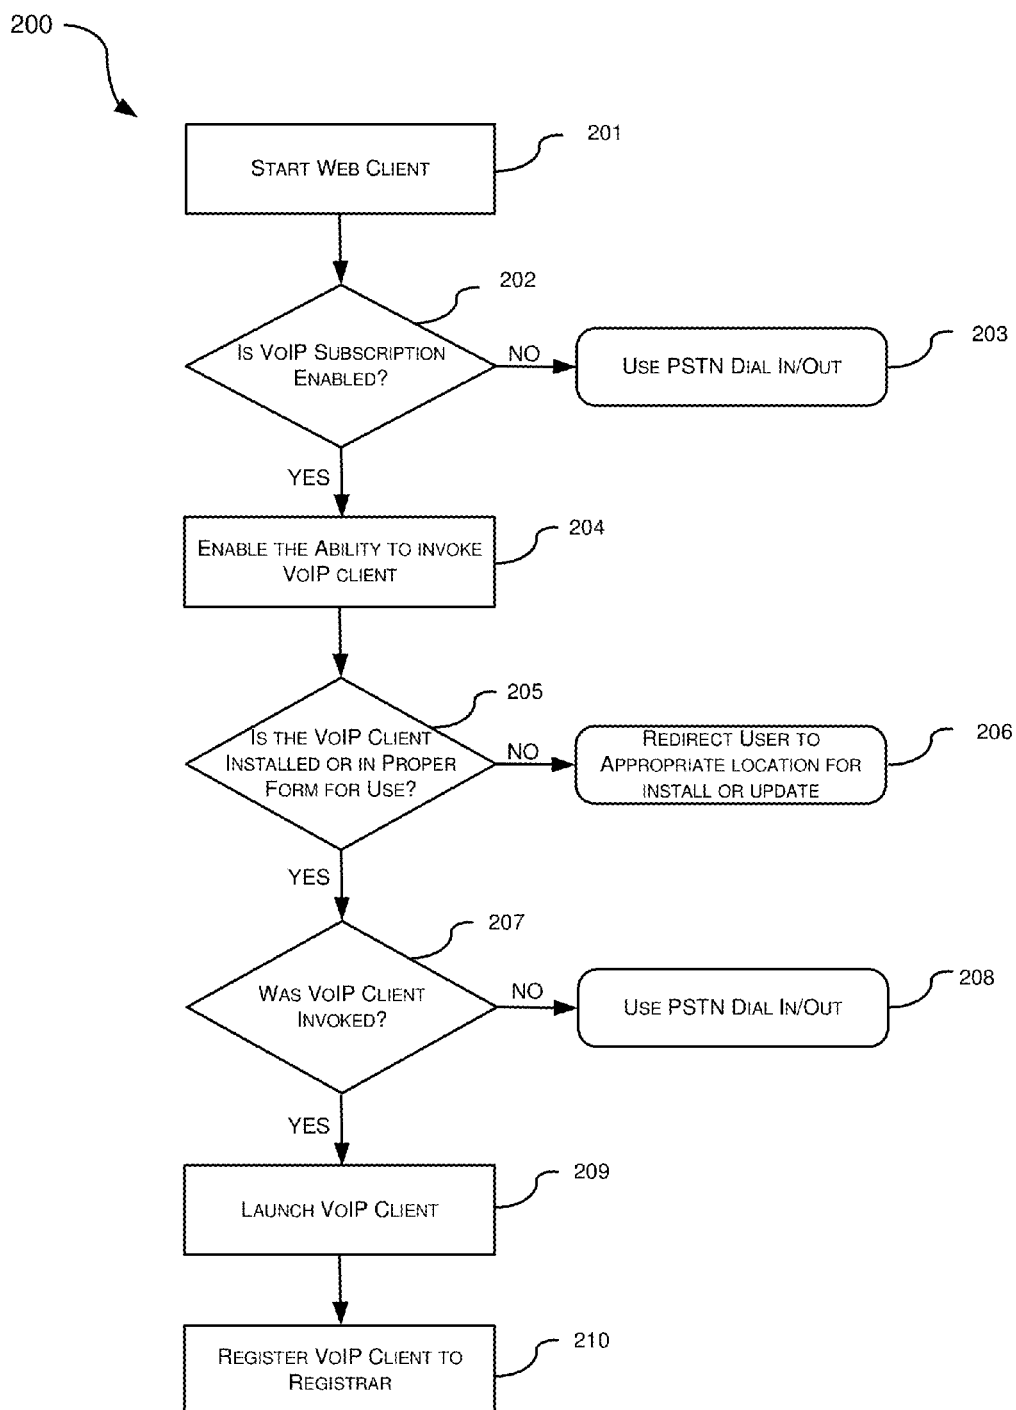 200
201
START WEB CLIENT
202
IS VOIP SUBSCRIPTION
ENABLED?
NO
203
USE PSTN DIAL IN/OUT
YES
204
ENABLE THE ABILITY TO INVOKE
VOIP CLIENT
205
IS THE VOIP CLIENT
INSTALLED OR IN PROPER
FORM FOR USE?
NO
206
REDIRECT USER TO
APPROPRIATE LOCATION FOR
INSTALL OR UPDATE
YES
207
WAS VOIP CLIENT
INVOKED?
NO
208
USE PSTN DIAL IN/OUT
YES
209
LAUNCH VOIP CLIENT
210
REGISTER VOIP CLIENT TO
REGISTRAR